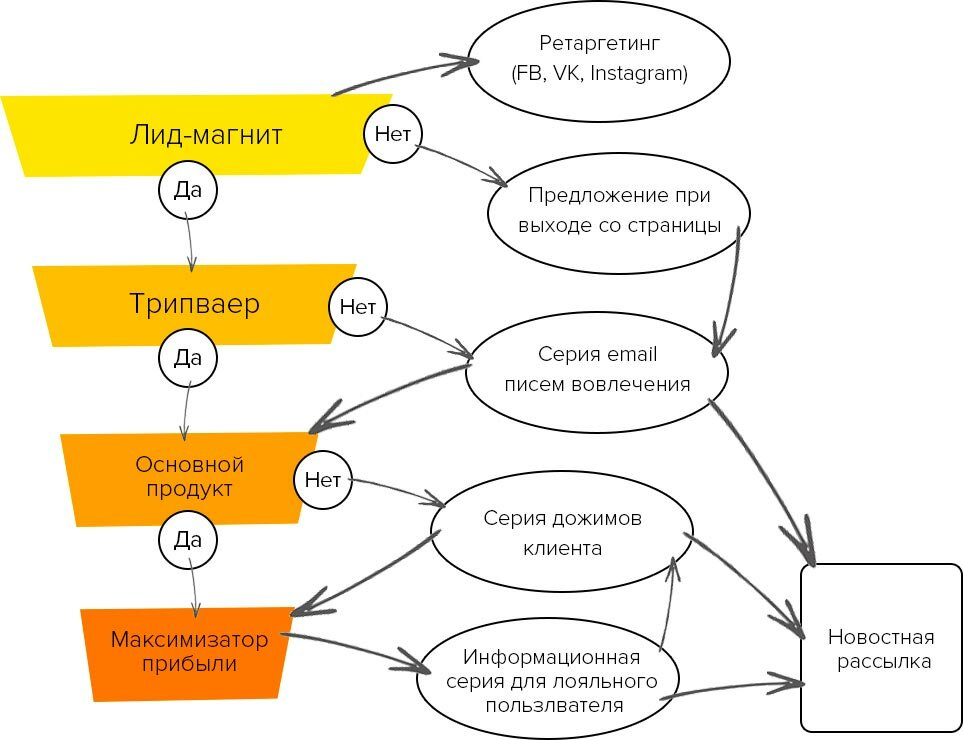 Ретаргетинг
(FB, VK, Instagram)
Лид-магнит
Нет
Да
Предложение при
выходе со страницы
Трипваер
Нет
Да
Серия email
писем вовлечения
Основной
продукт
Нет
Да
Серия дожимов
клиента
Максимизатор
прибыли
Информационная
серия для лояльного
пользлвателя
Новостная
рассылка